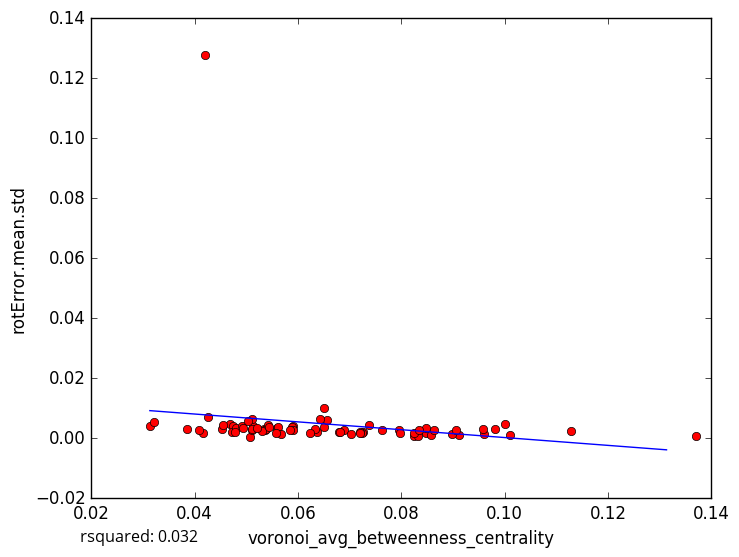 0.14
0.12
0.10
0.08
0.06
0.04
0.02
0.00
−0.02
rotError.mean.std
0.02 0.04 0.06 0.08 0.10 0.12 0.14
rsquared: 0.032
voronoi_avg_betweenness_centrality